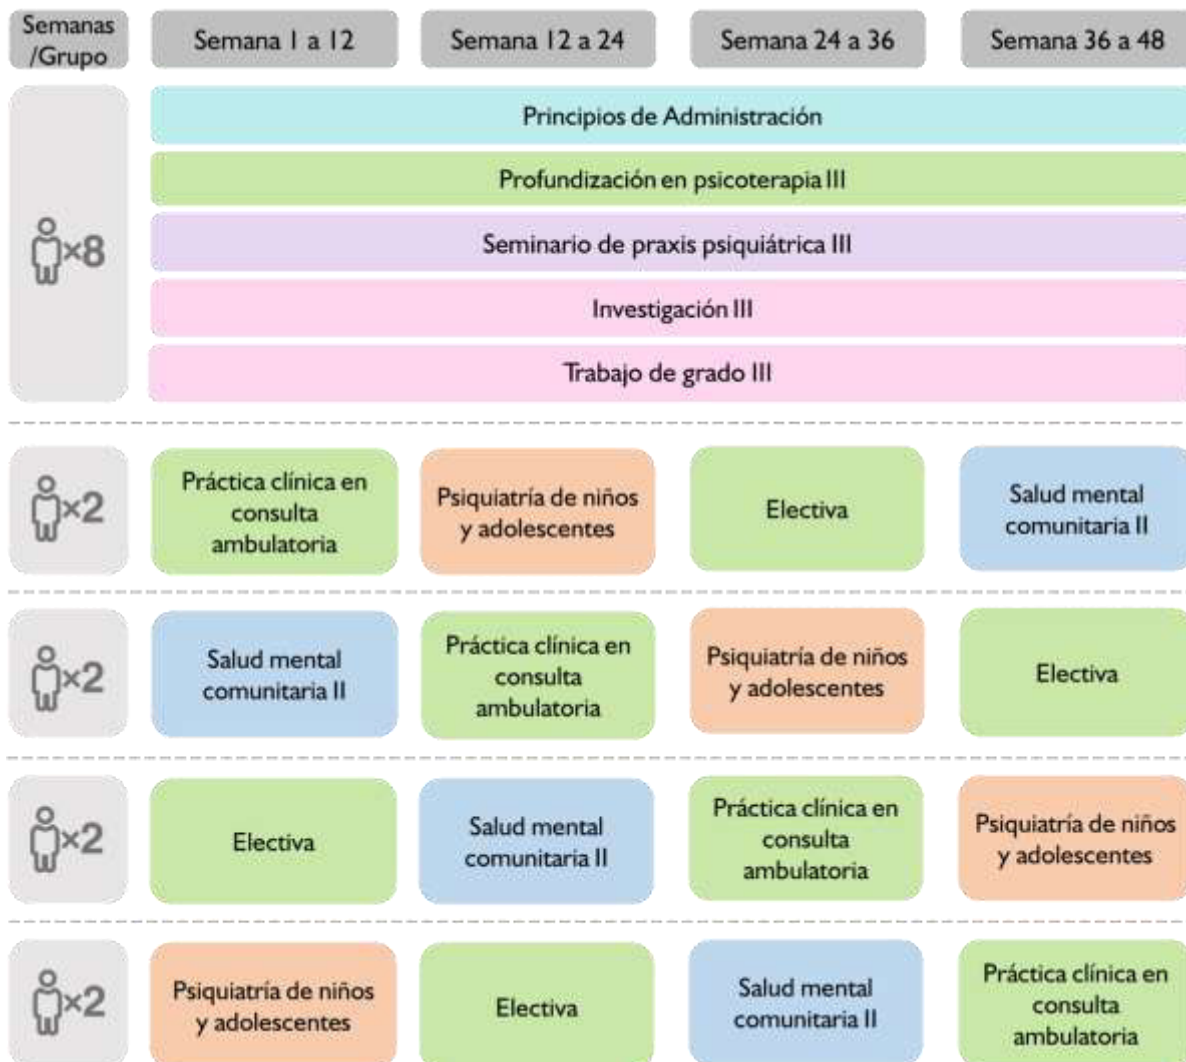 Semanas
/Grupo
Semana 1 a 12
Semana 12 a 24
Semana 24 a 36
Semana 36 a 48
×8
Principios de Administración
Profundización en psicoterapia III
Seminario de praxis psiquiátrica III
Investigación III
Trabajo de grado III
×2
Práctica clínica en
consulta
ambulatoria
Psiquiatría de niños
y adolescentes
Electiva
Salud mental
comunitaria II
×2
Salud mental
comunitaria II
Práctica clínica en
consulta
ambulatoria
Psiquiatría de niños
y adolescentes
Electiva
×2
Electiva
Salud mental
comunitaria II
Práctica clínica en
consulta
ambulatoria
Psiquiatría de niños
y adolescentes
×2
Psiquiatría de niños
y adolescentes
Electiva
Salud mental
comunitaria II
Práctica clínica en
consulta
ambulatoria